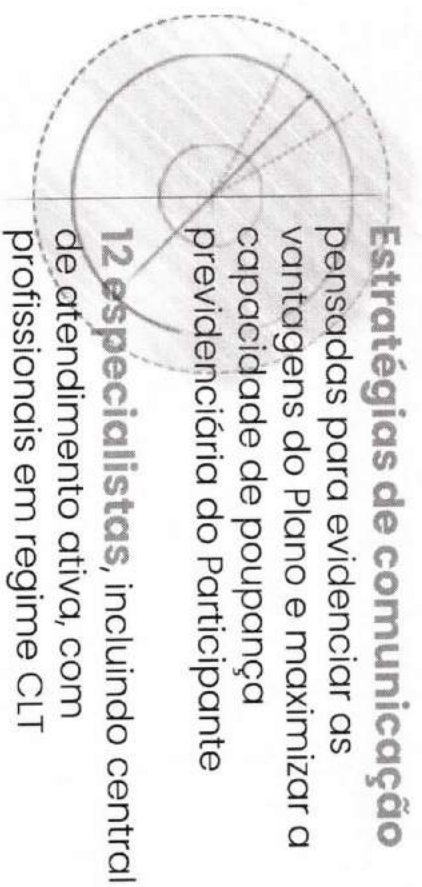 Estratégias de comunicação
pensadas para evidenciar as
vantagens do Plano e maximizar a
capacidade de poupança
previdenciária do Participante
12 especialistas, incluindo central
de atendimento ativa, com
profissionais em regime CLT